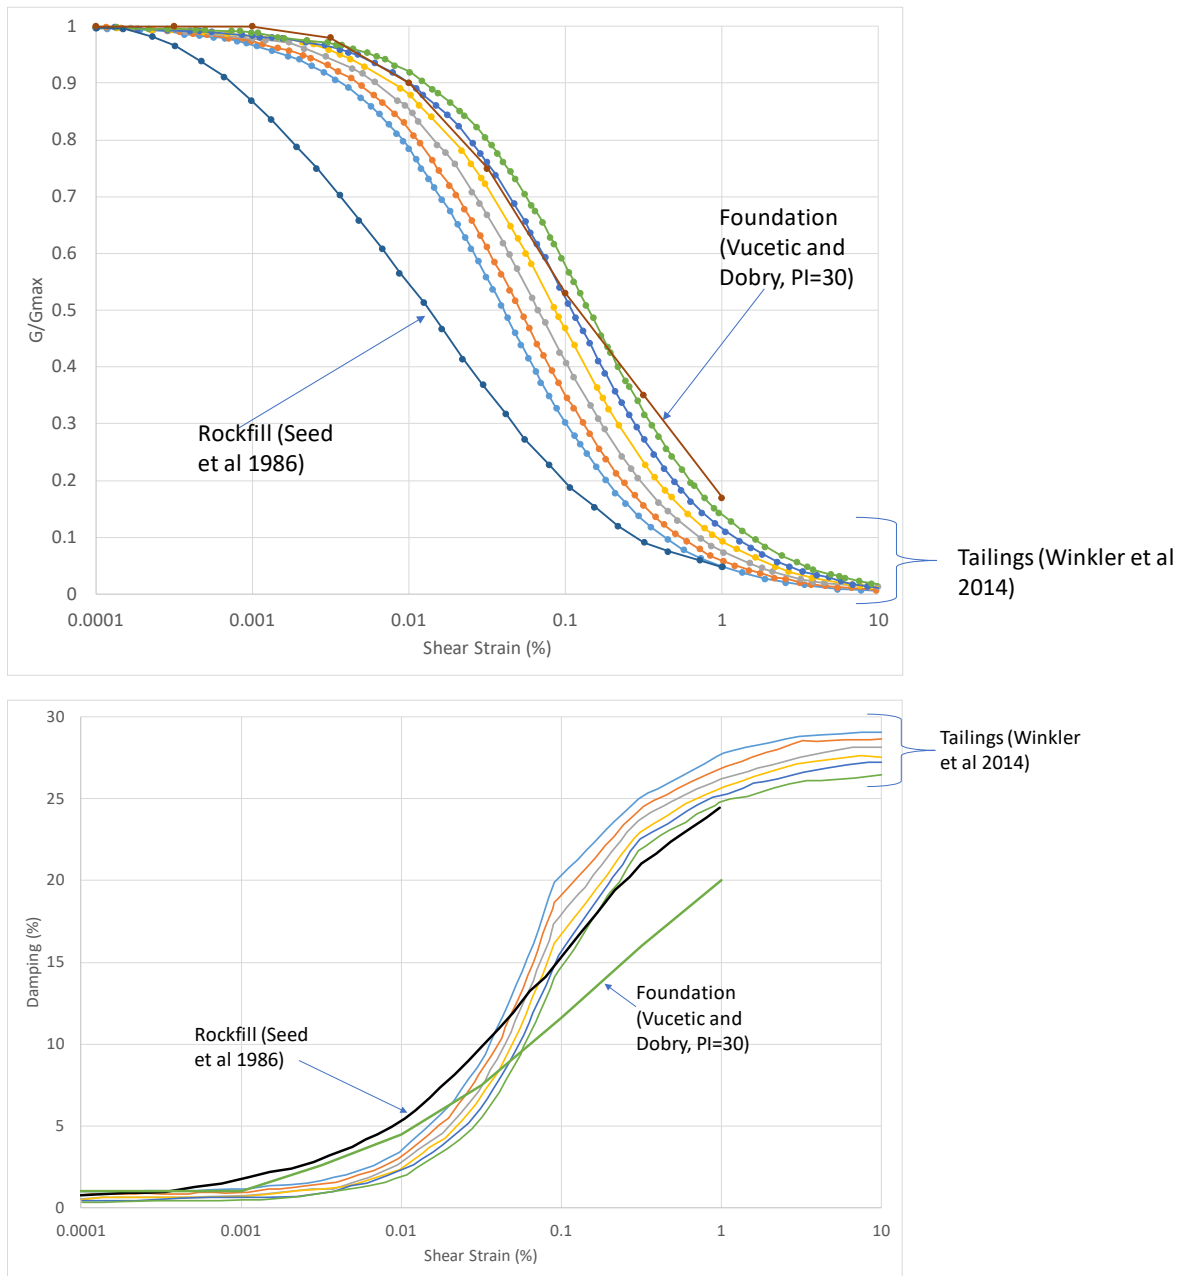 1
0.9
0.8
0.7
0.6
0.5
0.4
0.3
0.2
0.1
0
G/Gmax
0.0001
0.001
0.01
0.1
1
10
Shear Strain (%)
Foundation
(Vucetic and
Dobry, PI=30)
Rockfill (Seed
et al 1986)
Tailings (Winkler et al
2014)
30
25
20
15
10
5
0
Damping (%)
0.0001
0.001
0.01
0.1
1
10
Shear Strain (%)
Tailings (Winkler
et al 2014)
Rockfill (Seed
et al 1986)
Foundation
(Vucetic and
Dobry, PI=30)